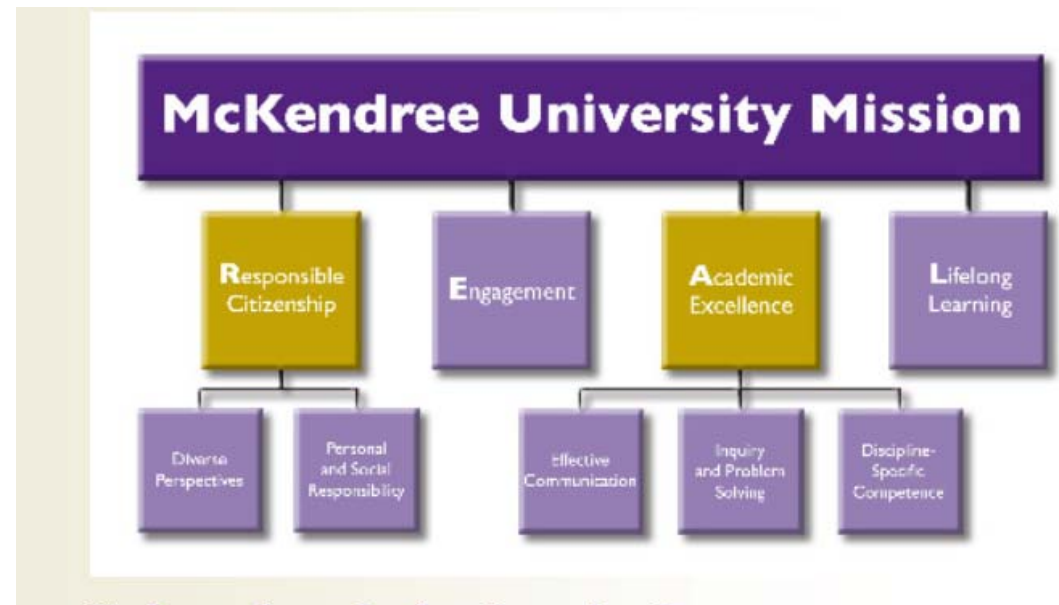 McKendree University Mission
Responsible
Citizenship
Engagement
Academic
Excellence
Lifelong
Learning
Diverse
Perspectives
Personal
and Social
Responsibility
Effective
Communication
Inquiry
and Problem
Solving
Discipline-
Specific
Competence